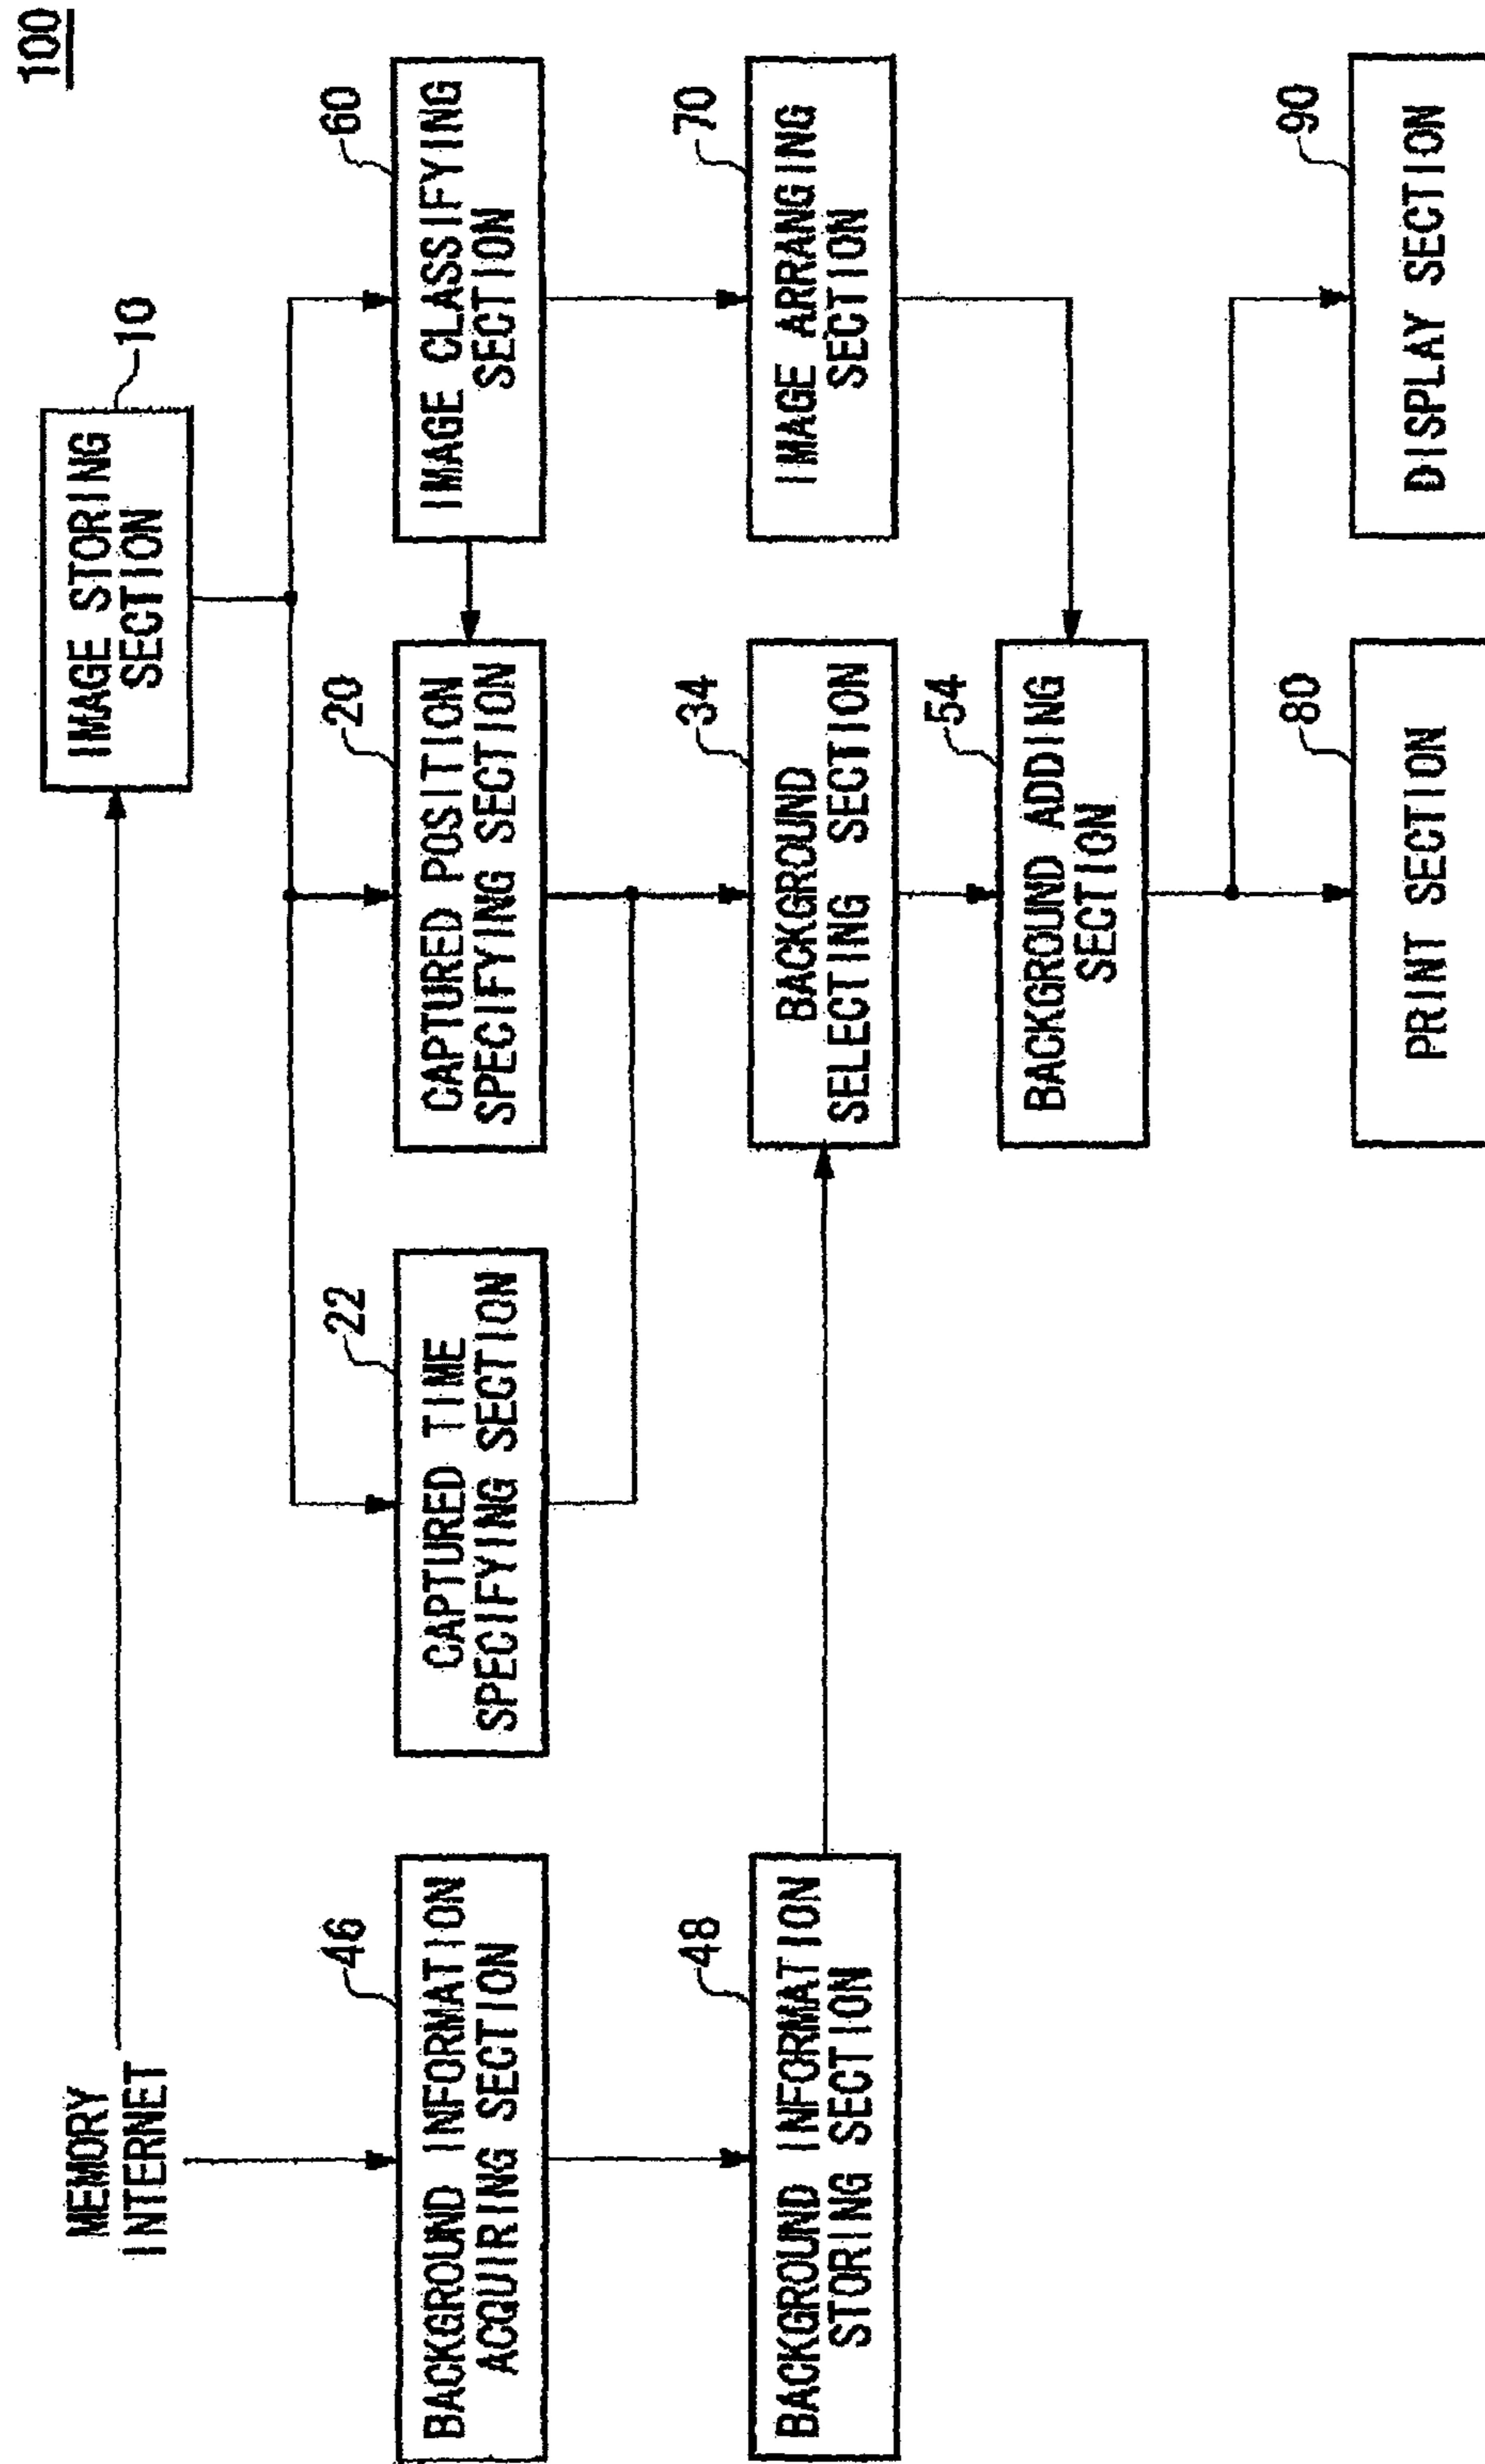 100
MEMORY
INTERNET
IMAGE STORING
SECTION
10
BACKGROUND INFORMATION
ACQUIRING SECTION
46
CAPTURED TIME
SPECIFYING SECTION
22
CAPTURED POSITION
SPECIFYING SECTION
20
IMAGE CLASSIFYING
SECTION
60
BACKGROUND INFORMATION
STORING SECTION
48
BACKGROUND
SELECTING SECTION
34
IMAGE ARRANGING
SECTION
70
BACKGROUND ADDING
SECTION
54
PRINT SECTION
80
DISPLAY SECTION
90